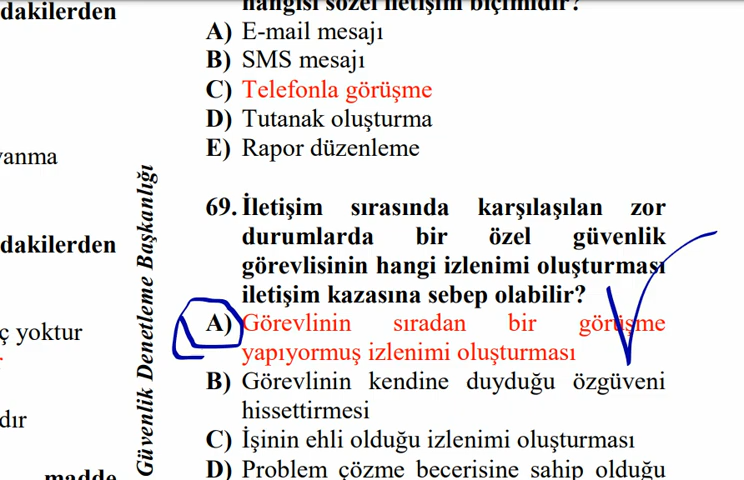 dakilerden
hangisi sözel iletişim biçimidir?
A) E-mail mesajı
B) SMS mesajı
C) Telefonla görüşme
D) Tutanak oluşturma
E) Rapor düzenleme
yanma
dakilerden
ç yoktur
dır
madde
Güvenlik Denetleme Başkanlığı
69. İletişim sırasında karşılaşılan zor
durumlarda bir özel güvenlik
görevlisinin hangi izlenimi oluşturması
iletişim kazasına sebep olabilir?
A) Görevlinin sıradan bir görüşme
yapıyormuş izlenimi oluşturması
B) Görevlinin kendine duyduğu özgüveni
hissettirmesi
C) İşinin ehli olduğu izlenimi oluşturması
D) Problem çözme becerisine sahip olduğu